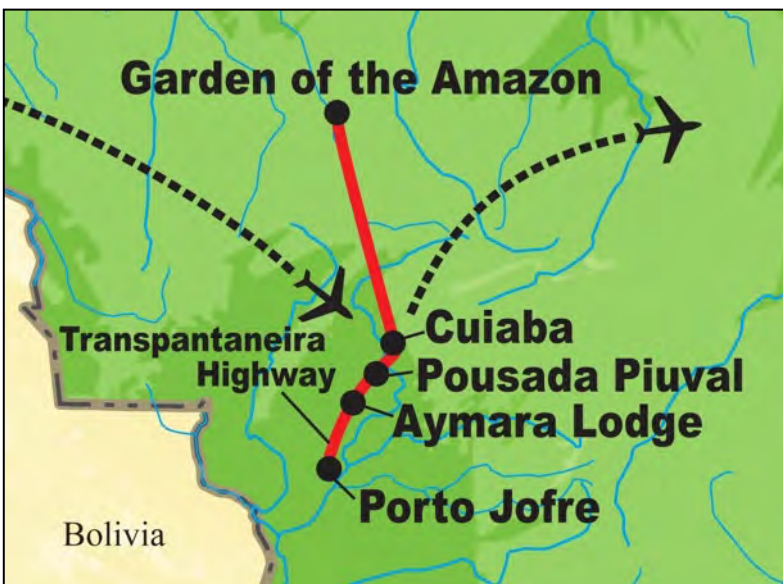 Garden of the Amazon
Cuiaba
Transpantaneira
Highway
Pousada Piuval
Aymara Lodge
Porto Jofre
Bolivia